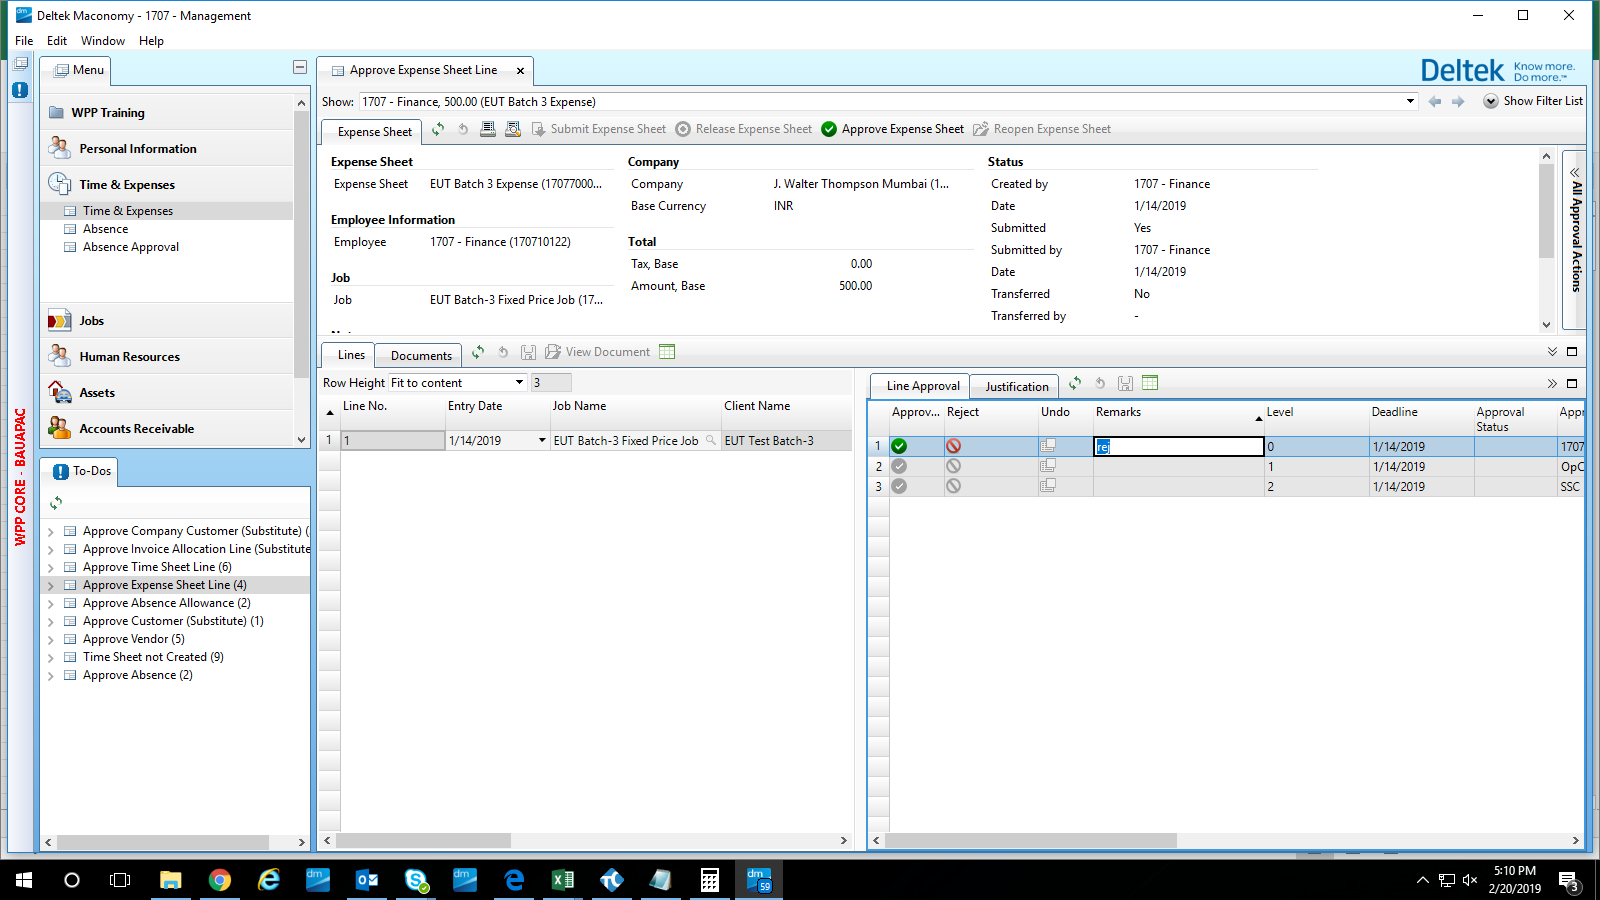 Deltek Maconomy - 1707 - Management
File Edit Window Help
Menu
WPP Training
Personal Information
Time & Expenses
Time & Expenses
Absence
Absence Approval
Jobs
Human Resources
Assets
Accounts Receivable
WPP CORE - BAUAPAC
To-Dos
Approve Company Customer (Substitute) (
Approve Invoice Allocation Line (Substitute
Approve Time Sheet Line (6)
Approve Expense Sheet Line (4)
Approve Absence Allowance (2)
Approve Customer (Substitute) (1)
Approve Vendor (5)
Time Sheet not Created (9)
Approve Absence (2)
Approve Expense Sheet Line
Deltek Know more. Do more.™
Show: 1707 - Finance, 500.00 (EUT Batch 3 Expense) Show Filter List
Expense Sheet Submit Expense Sheet Release Expense Sheet Approve Expense Sheet Reopen Expense Sheet
Expense Sheet
Expense Sheet EUT Batch 3 Expense (17077000...
Employee Information
Employee 1707 - Finance (170710122)
Job
Job EUT Batch-3 Fixed Price Job (17...
Company
Company J. Walter Thompson Mumbai (1...
Base Currency INR
Total
Tax, Base 0.00
Amount, Base 500.00
Status
Created by 1707 - Finance
Date 1/14/2019
Submitted Yes
Submitted by 1707 - Finance
Date 1/14/2019
Transferred No
Transferred by -
All Approval Actions
Lines Documents View Document
Row Height Fit to content 3
Line No. Entry Date Job Name Client Name
1 1 1/14/2019 EUT Batch-3 Fixed Price Job EUT Test Batch-3
Line Approval Justification
Approv... Reject Undo Remarks Level Deadline Approval Status Appr
1 rej 0 1/14/2019 1707
2 1 1/14/2019 OpC
3 2 1/14/2019 SSC
dm
dm
dm
59
5:10 PM
2/20/2019
3